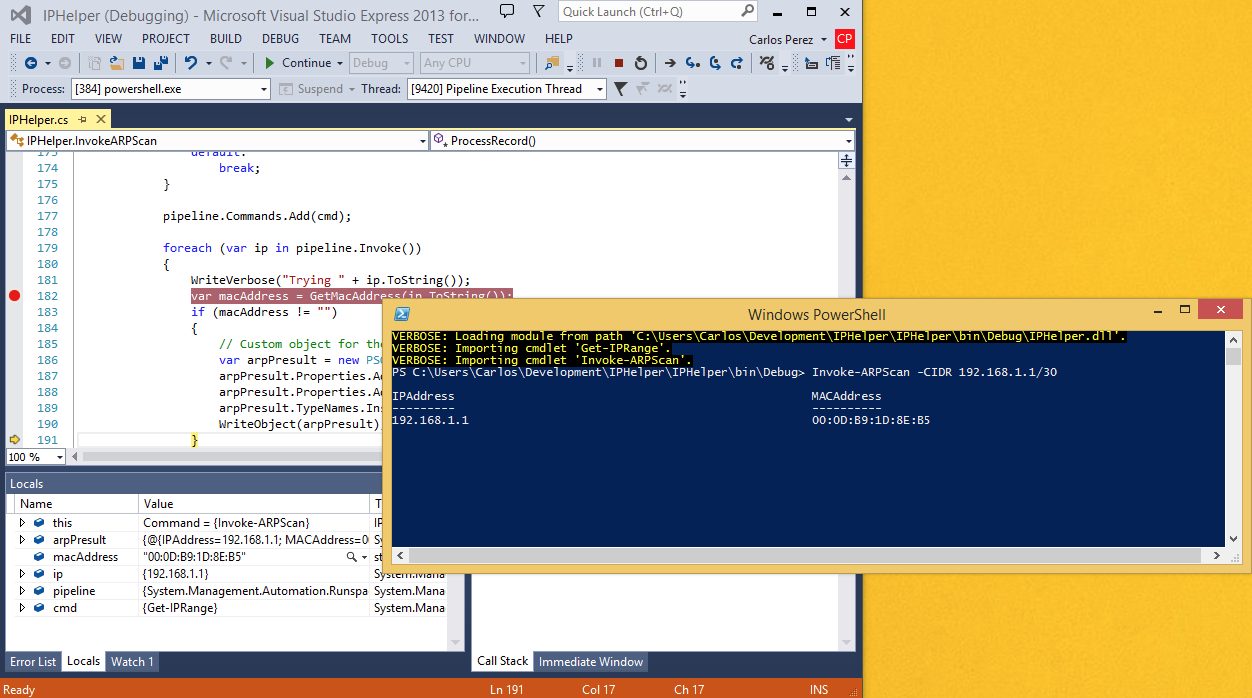 IPHelper (Debugging) - Microsoft Visual Studio Express 2013 for...
Quick Launch (Ctrl+Q)
FILE EDIT VIEW PROJECT BUILD DEBUG TEAM TOOLS TEST WINDOW HELP
Carlos Perez CP
Continue Debug Any CPU
Process: [384] powershell.exe Suspend Thread: [9420] Pipeline Execution Thread
IPHelper.cs
IPHelper.InvokeARPScan ProcessRecord()
173 default:
174 break;
175 }
176
177 pipeline.Commands.Add(cmd);
178
179 foreach (var ip in pipeline.Invoke())
180 {
181 WriteVerbose("Trying " + ip.ToString());
182 var macAddress = GetMacAddress(ip.ToString());
183 if (macAddress != "")
184 {
185 // Custom object for the
186 var arpPresult = new PSO
187 arpPresult.Properties.Ad
188 arpPresult.Properties.Ad
189 arpPresult.TypeNames.Ins
190 WriteObject(arpPresult);
191 }
100 %
Windows PowerShell
VERBOSE: Loading module from path 'C:\Users\Carlos\Development\IPHelper\IPHelper\bin\Debug\IPHelper.dll'.
VERBOSE: Importing cmdlet 'Get-IPRange'.
VERBOSE: Importing cmdlet 'Invoke-ARPScan'.
PS C:\Users\Carlos\Development\IPHelper\IPHelper\bin\Debug> Invoke-ARPScan -CIDR 192.168.1.1/30
IPAddress MACAddress
--------- ----------
192.168.1.1 00:0D:B9:1D:8E:B5
Locals
Name Value T
this Command = {Invoke-ARPScan} IP
arpPresult {@{IPAddress=192.168.1.1; MACAddress=0 Sy
macAddress "00:0D:B9:1D:8E:B5" st
ip {192.168.1.1} System.Mana
pipeline {System.Management.Automation.Runspa System.Mana
cmd {Get-IPRange} System.Mana
Error List Locals Watch 1
Call Stack Immediate Window
Ready Ln 191 Col 17 Ch 17 INS